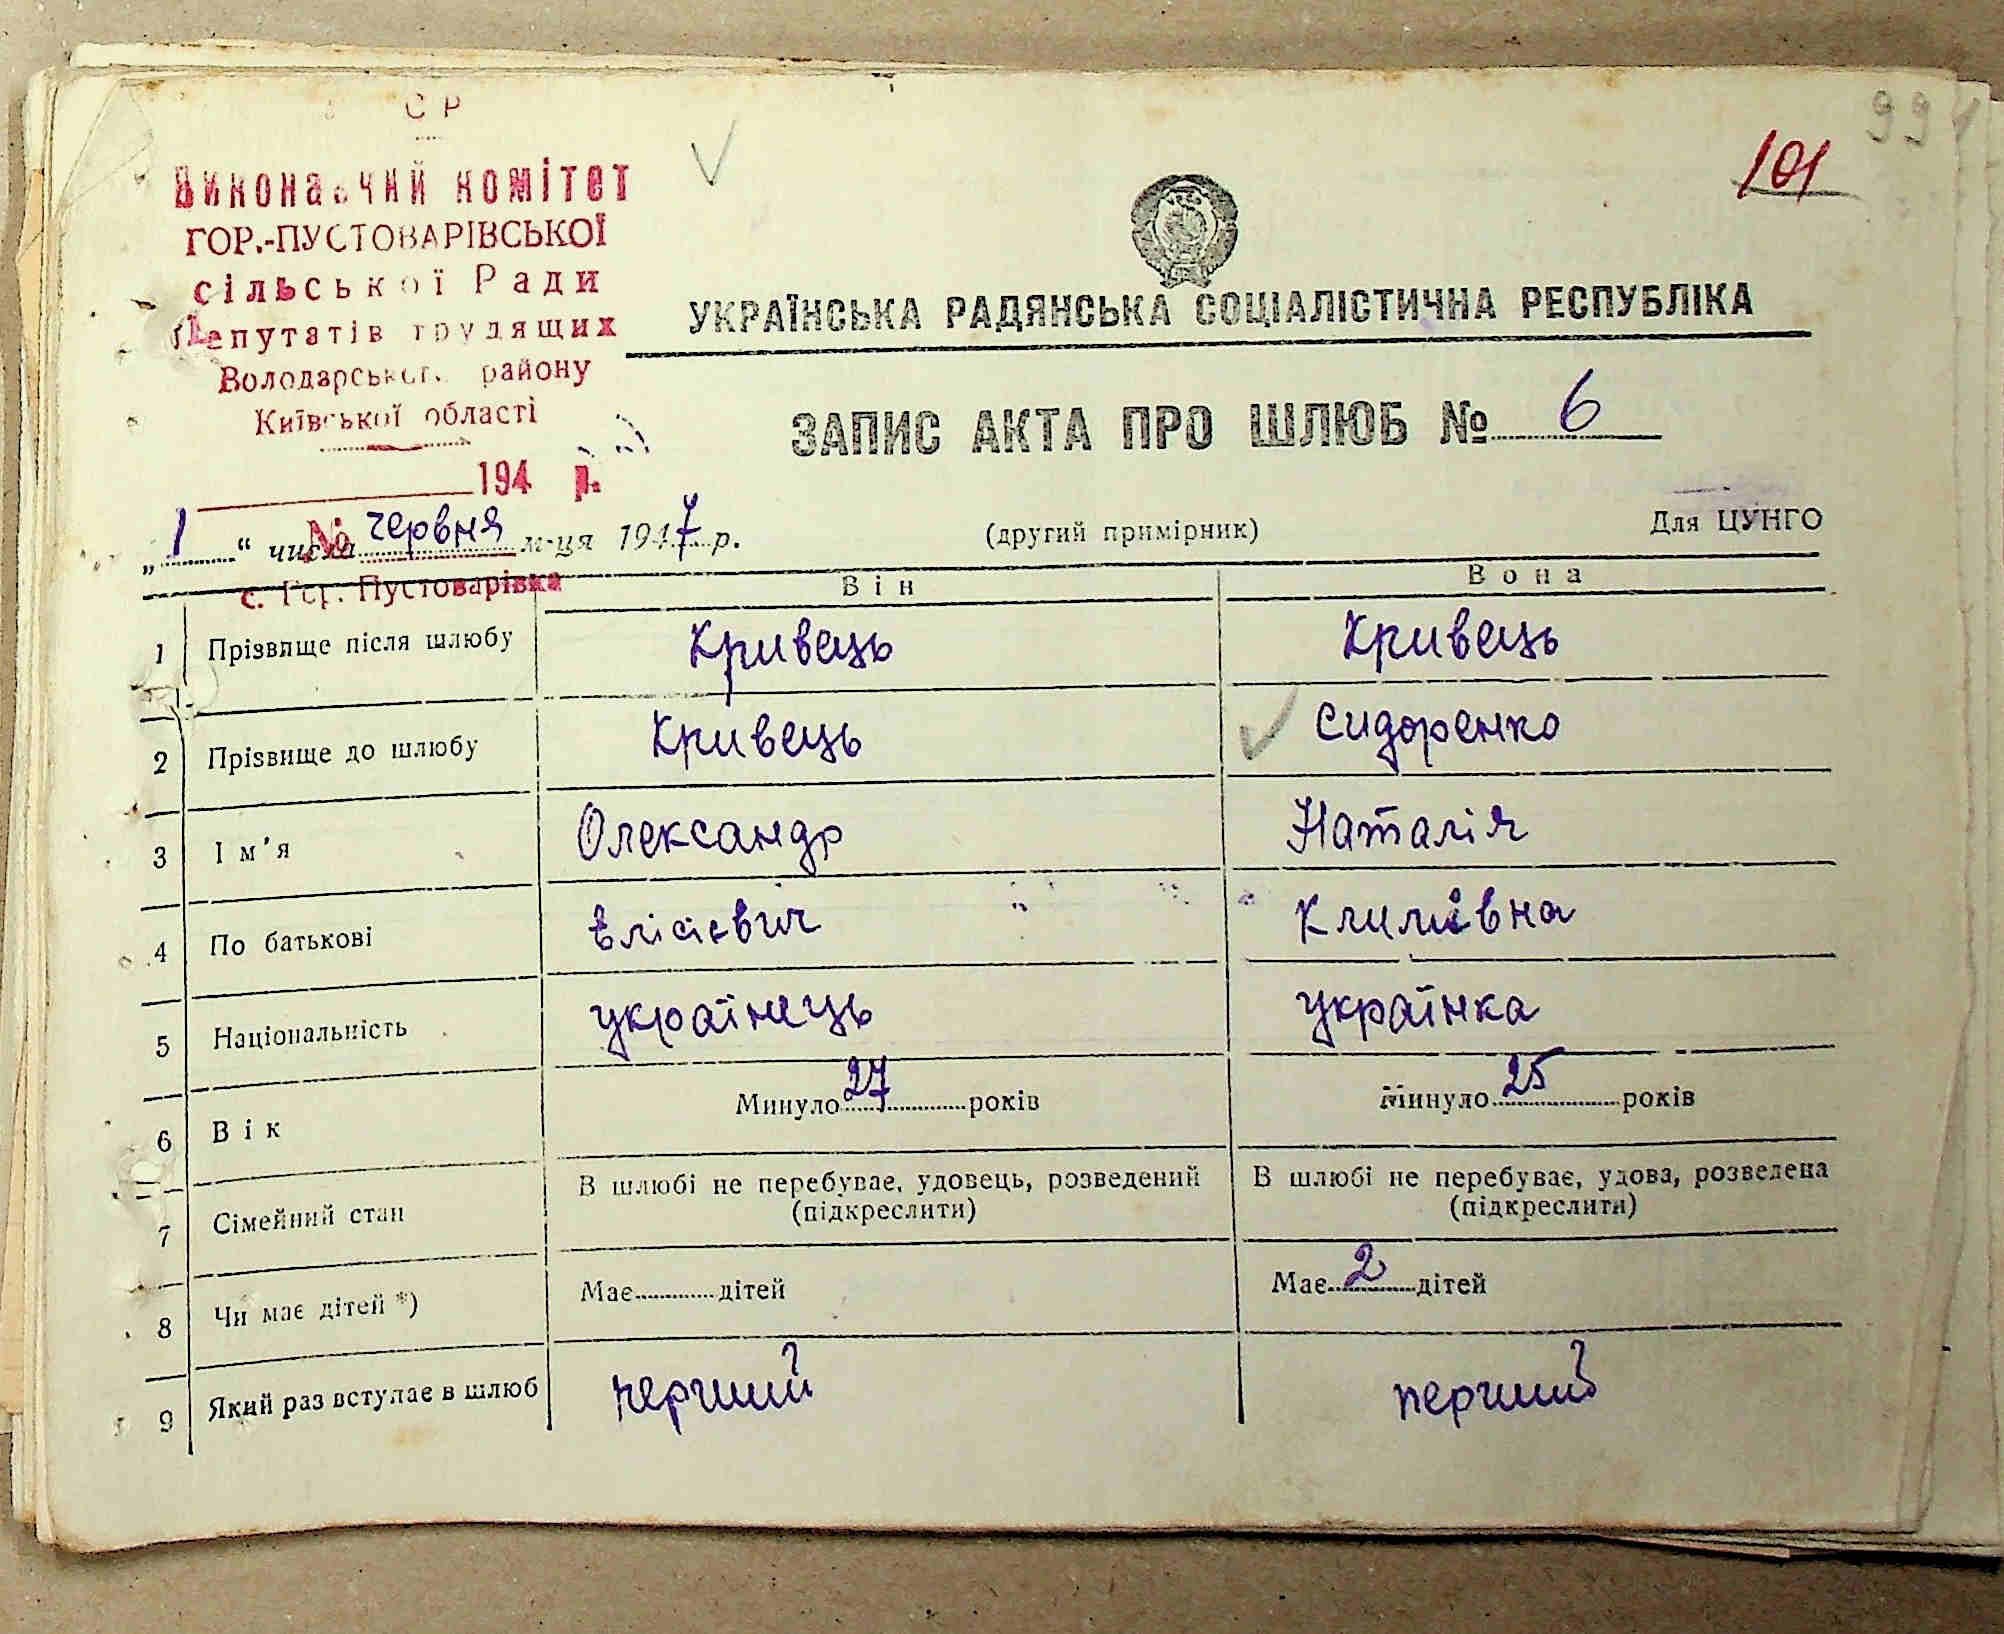 СР
Виконавчий комітет
ГОР.-ПУСТОВАРІВСЬКОЇ
сільської Ради
Депутатів трудящих
Володарськог. району
Київської області
194 р.
№
с. Гор. Пустоварівка
99
101
УКРАЇНСЬКА РАДЯНСЬКА СОЦІАЛІСТИЧНА РЕСПУБЛІКА
ЗАПИС АКТА ПРО ШЛЮБ № 6
„1“ числа червня м-ця 1947 р. (другий примірник) Для ЦУНГО
Він Вона
1 Прізвище після шлюбу Кривець Кривець
2 Прізвище до шлюбу Кривець Сидоренко
3 Ім’я Олександр Наталія
4 По батькові Єлісієвич Климівна
5 Національність українець українка
6 Вік Минуло 27 років Минуло 25 років
7 Сімейний стан В шлюбі не перебуває, удовець, розведений (підкреслити) В шлюбі не перебуває, удова, розведена (підкреслити)
8 Чи має дітей *) Має дітей Має 2 дітей
9 Який раз вступає в шлюб перший перший